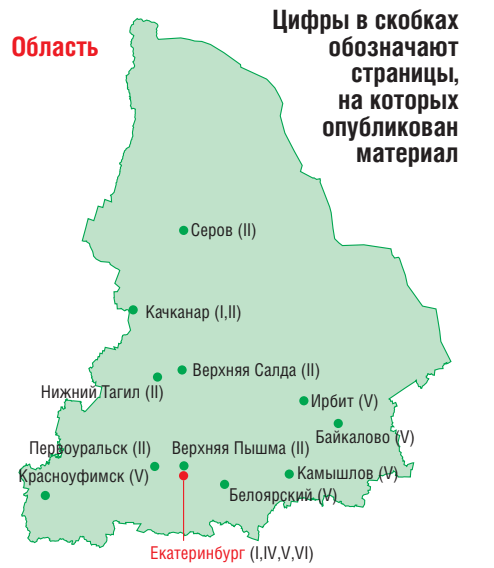 Область
Цифры в скобках
обозначают
страницы,
на которых
опубликован
материал
Серов (II)
Качканар (I,II)
Верхняя Салда (II)
Нижний Тагил (II)
Ирбит (V)
Байкалово (V)
Первоуральск (II)
Верхняя Пышма (II)
Красноуфимск (V)
Камышлов (V)
Белоярский (V)
Екатеринбург (I,IV,V,VI)